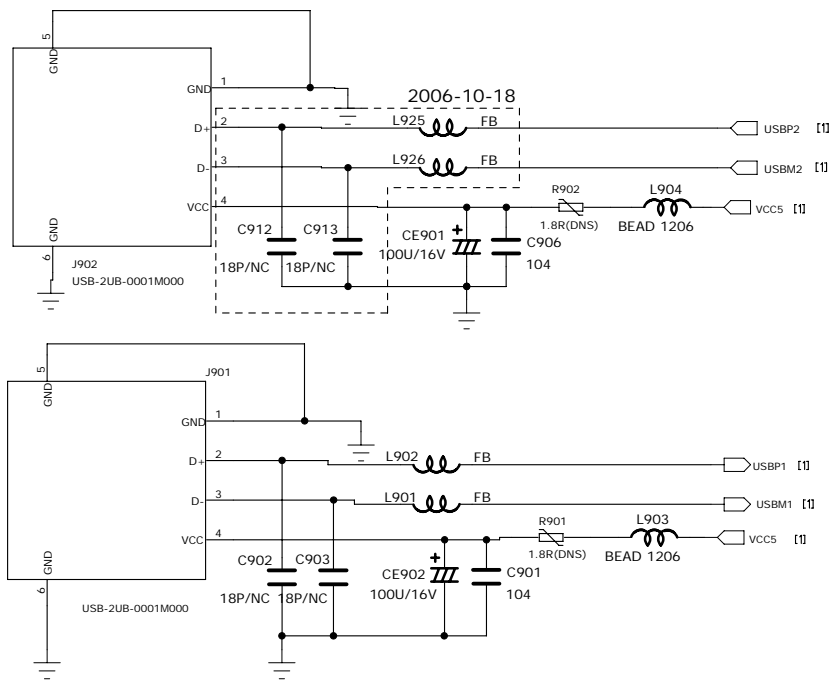 5
GND
GND 1
2006-10-18
D+ 2
L925 FB
USBP2 [1]
D- 3
L926 FB
USBM2 [1]
VCC 4
R902
1.8R(DNS)
L904
BEAD 1206
VCC5 [1]
GND
6
C912
18P/NC
C913
18P/NC
CE901
100U/16V
C906
104
J902
USB-2UB-0001M000
5
GND
J901
GND 1
D+ 2
L902 FB
USBP1 [1]
D- 3
L901 FB
USBM1 [1]
VCC 4
R901
1.8R(DNS)
L903
BEAD 1206
VCC5 [1]
GND
6
C902
18P/NC
C903
18P/NC
CE902
100U/16V
C901
104
USB-2UB-0001M000